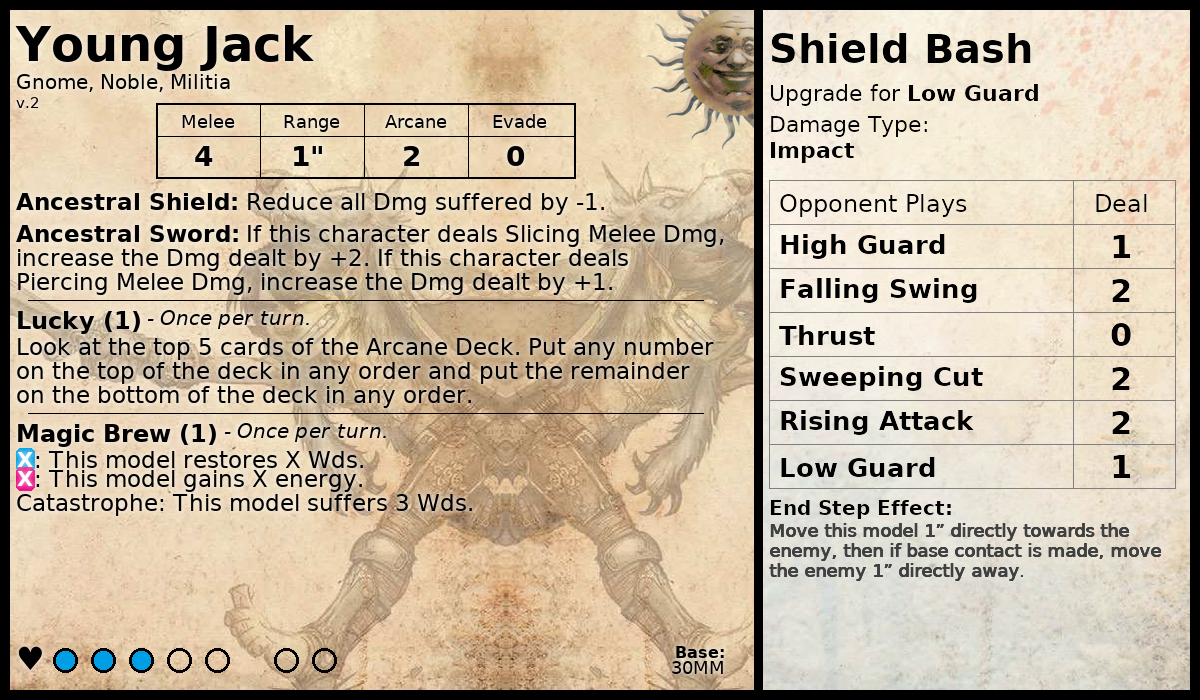 Young Jack
Gnome, Noble, Militia
v.2
Melee Range Arcane Evade
4 1" 2 0
Ancestral Shield: Reduce all Dmg suffered by -1.
Ancestral Sword: If this character deals Slicing Melee Dmg,
increase the Dmg dealt by +2. If this character deals
Piercing Melee Dmg, increase the Dmg dealt by +1.
Lucky (1) - Once per turn.
Look at the top 5 cards of the Arcane Deck. Put any number
on the top of the deck in any order and put the remainder
on the bottom of the deck in any order.
Magic Brew (1) - Once per turn.
X: This model restores X Wds.
X: This model gains X energy.
Catastrophe: This model suffers 3 Wds.
Base:
30MM
Shield Bash
Upgrade for Low Guard
Damage Type:
Impact
Opponent Plays Deal
High Guard 1
Falling Swing 2
Thrust 0
Sweeping Cut 2
Rising Attack 2
Low Guard 1
End Step Effect:
Move this model 1” directly towards the
enemy, then if base contact is made, move
the enemy 1” directly away.